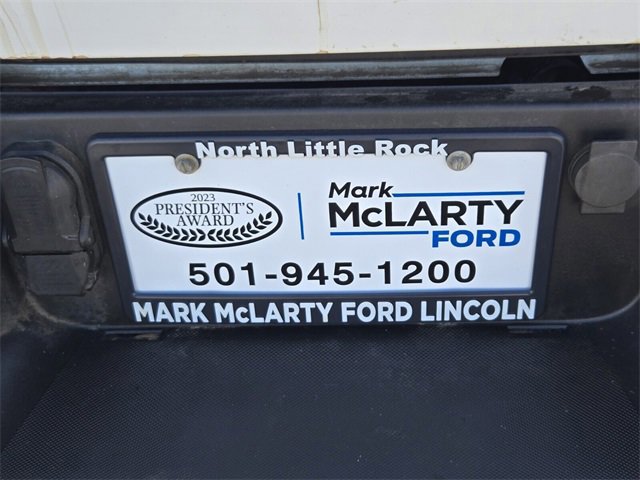 North Little Rock
2023
PRESIDENT'S
AWARD
Mark
McLARTY
FORD
501-945-1200
MARK McLARTY FORD LINCOLN